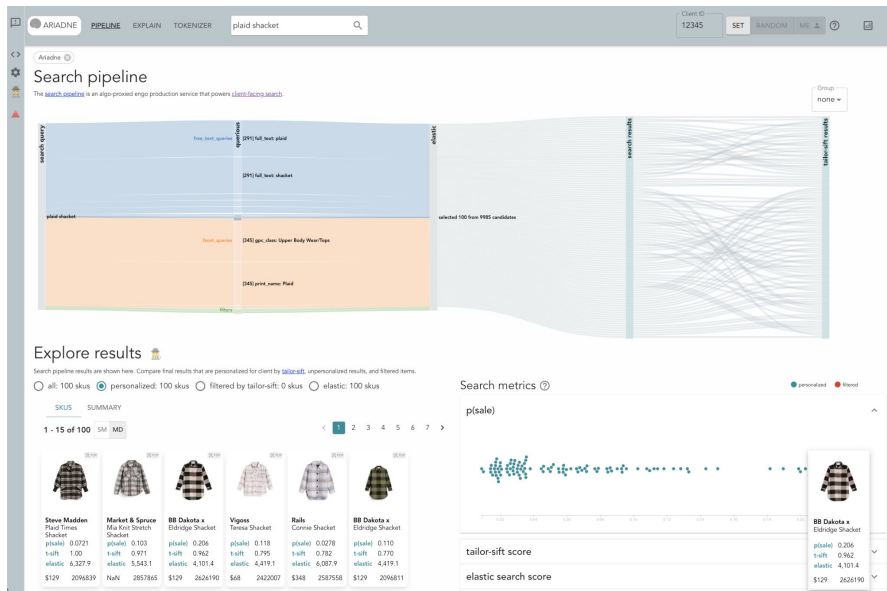 ARIADNE PIPELINE EXPLAIN TOKENIZER plaid shacket Client ID 12345 SET RANDOM ME
Ariadne
Search pipeline
The search pipeline is an algo-proxied engo production service that powers client-facing search.
Group
none
search query
free_text_queries
querious
[291] full_text: plaid
[291] full_text: shacket
plaid shacket
facet_queries
[345] gpc_class: Upper Body Wear/Tops
[345] print_name: Plaid
filters
elastic
selected 100 from 9985 candidates
search results
tailor-sift results
Explore results
Search pipeline results are shown here. Compare final results that are personalized for client by tailor-sift, unpersonalized results, and filtered items.
all: 100 skus personalized: 100 skus filtered by tailor-sift: 0 skus elastic: 100 skus
SKUS SUMMARY
1 - 15 of 100 SM MD
< 1 2 3 4 5 6 7 >
Steve Madden
Plaid Times
Shacket
p(sale) 0.0721
t-sift 1.00
elastic 6,327.9
$129 2096839
Market & Spruce
Mia Knit Stretch
Shacket
p(sale) 0.103
t-sift 0.971
elastic 5,543.1
NaN 2857865
BB Dakota x
Eldridge Shacket
p(sale) 0.206
t-sift 0.962
elastic 4,101.4
$129 2626190
Vigoss
Teresa Shacket
p(sale) 0.118
t-sift 0.795
elastic 4,419.1
$68 2422007
Rails
Connie Shacket
p(sale) 0.0278
t-sift 0.782
elastic 6,087.9
$348 2587558
BB Dakota x
Eldridge Shacket
p(sale) 0.110
t-sift 0.770
elastic 4,419.1
$129 2096811
Search metrics
personalized filtered
p(sale)
BB Dakota x
Eldridge Shacket
p(sale) 0.206
t-sift 0.962
elastic 4,101.4
$129 2626190
tailor-sift score
elastic search score